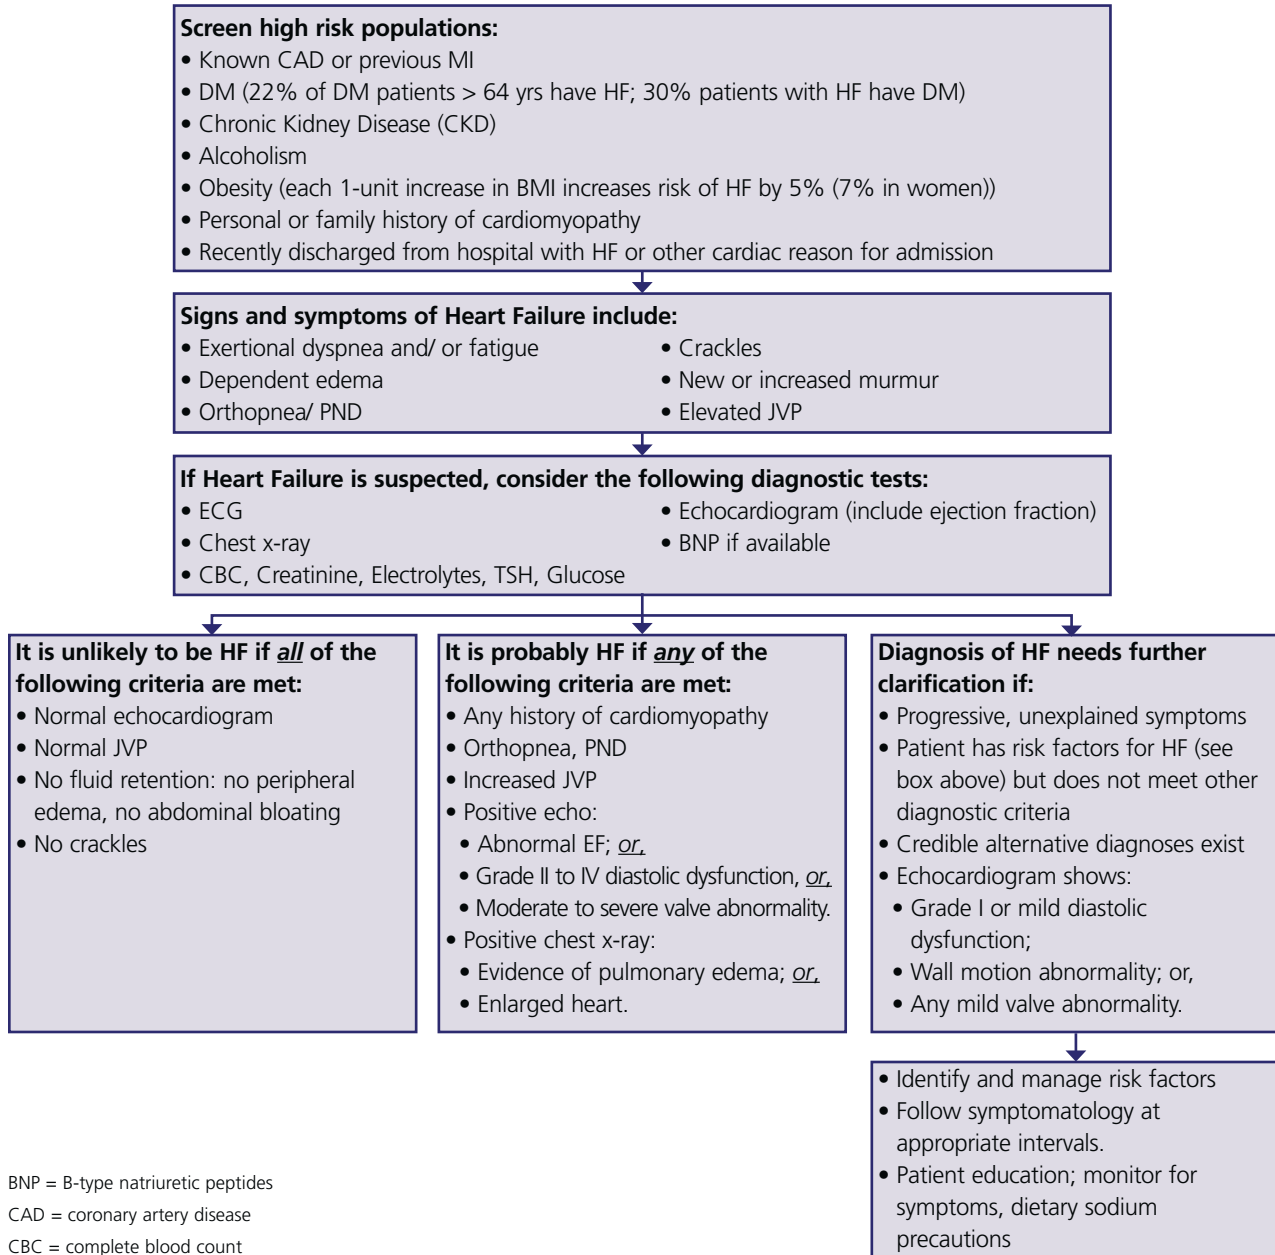 Screen high risk populations:
• Known CAD or previous MI
• DM (22% of DM patients > 64 yrs have HF; 30% patients with HF have DM)
• Chronic Kidney Disease (CKD)
• Alcoholism
• Obesity (each 1-unit increase in BMI increases risk of HF by 5% (7% in women))
• Personal or family history of cardiomyopathy
• Recently discharged from hospital with HF or other cardiac reason for admission
Signs and symptoms of Heart Failure include:
• Exertional dyspnea and/ or fatigue
• Dependent edema
• Orthopnea/ PND
• Crackles
• New or increased murmur
• Elevated JVP
If Heart Failure is suspected, consider the following diagnostic tests:
• ECG
• Chest x-ray
• CBC, Creatinine, Electrolytes, TSH, Glucose
• Echocardiogram (include ejection fraction)
• BNP if available
It is unlikely to be HF if all of the
following criteria are met:
• Normal echocardiogram
• Normal JVP
• No fluid retention: no peripheral
edema, no abdominal bloating
• No crackles
It is probably HF if any of the
following criteria are met:
• Any history of cardiomyopathy
• Orthopnea, PND
• Increased JVP
• Positive echo:
• Abnormal EF; or,
• Grade II to IV diastolic dysfunction, or,
• Moderate to severe valve abnormality.
• Positive chest x-ray:
• Evidence of pulmonary edema; or,
• Enlarged heart.
Diagnosis of HF needs further
clarification if:
• Progressive, unexplained symptoms
• Patient has risk factors for HF (see
box above) but does not meet other
diagnostic criteria
• Credible alternative diagnoses exist
• Echocardiogram shows:
• Grade I or mild diastolic
dysfunction;
• Wall motion abnormality; or,
• Any mild valve abnormality.
• Identify and manage risk factors
• Follow symptomatology at
appropriate intervals.
• Patient education; monitor for
symptoms, dietary sodium
precautions
BNP = B-type natriuretic peptides
CAD = coronary artery disease
CBC = complete blood count